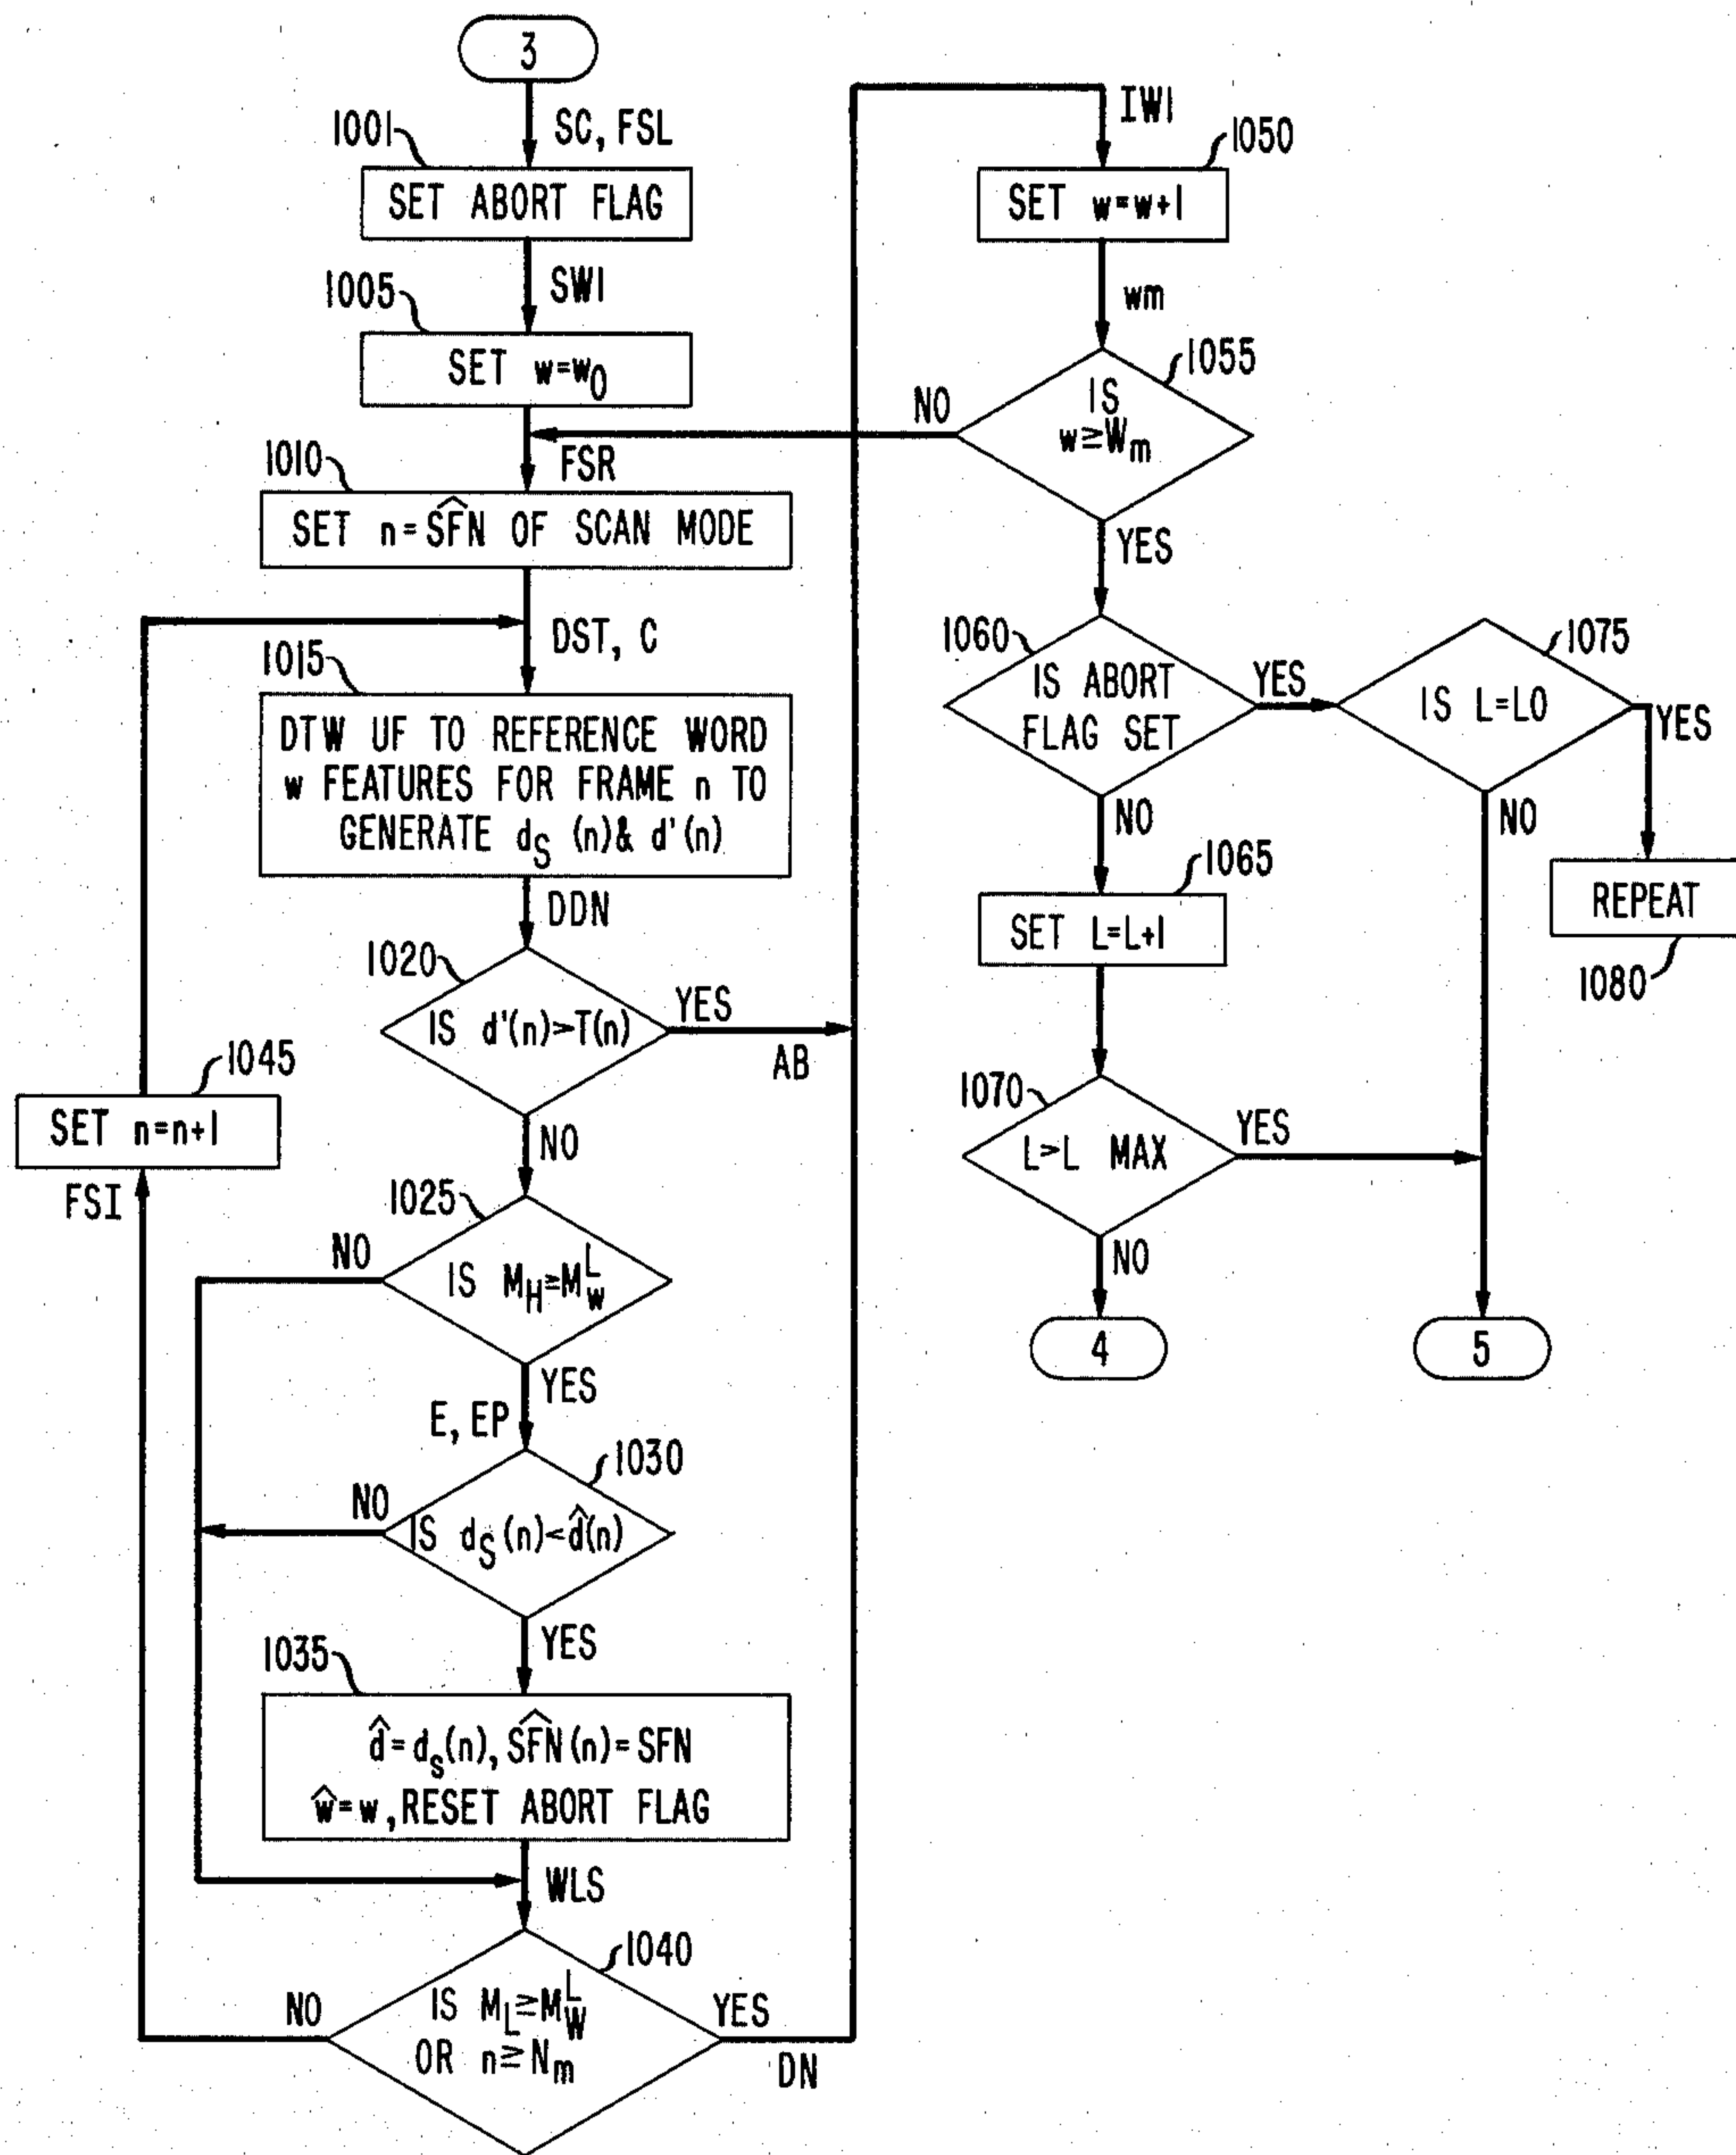 3
SC, FSL
1001
SET ABORT FLAG
SWI
1005
SET w=w0
FSR
1010
SET n=SF̂N OF SCAN MODE
DST, C
1015
DTW UF TO REFERENCE WORD
w FEATURES FOR FRAME n TO
GENERATE dS (n)& d'(n)
DDN
1020
IS d'(n)>T(n)
YES
AB
NO
1045
SET n=n+1
FSI
1025
NO
IS MH≥MwL
YES
E, EP
1030
NO
IS dS(n)<d̂(n)
YES
1035
d̂=ds(n), SF̂N(n)=SFN
ŵ=w, RESET ABORT FLAG
WLS
1040
NO
IS ML≥MWL
OR n≥Nm
YES
DN
IWI
1050
SET w=w+1
wm
1055
NO
IS
w≥Wm
YES
1060
IS ABORT
FLAG SET
YES
NO
1075
IS L=LO
YES
NO
REPEAT
1080
1065
SET L=L+1
1070
L>L MAX
YES
NO
4
5